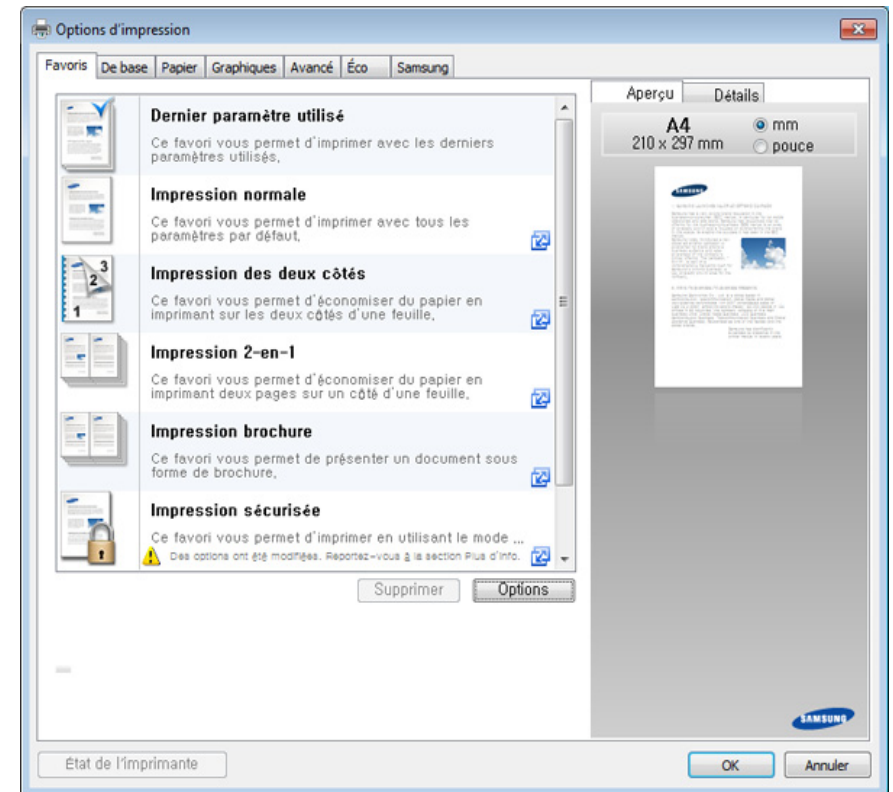 Options d'impression
Favoris De base Papier Graphiques Avancé Éco Samsung
Dernier paramètre utilisé
Ce favori vous permet d'imprimer avec les derniers
paramètres utilisés,
Impression normale
Ce favori vous permet d'imprimer avec tous les
paramètres par défaut,
3
2
1
Impression des deux côtés
Ce favori vous permet d'économiser du papier en
imprimant sur les deux côtés d'une feuille,
Impression 2-en-1
Ce favori vous permet d'économiser du papier en
imprimant deux pages sur un côté d'une feuille,
Impression brochure
Ce favori vous permet de présenter un document sous
forme de brochure,
Impression sécurisée
Ce favori vous permet d'imprimer en utilisant le mode ...
Des options ont été modifiées. Reportez-vous à la section Plus d'info.
Supprimer Options
Aperçu Détails
A4
210 x 297 mm
mm
pouce
SAMSUNG
SAMSUNG
État de l'imprimante
OK Annuler